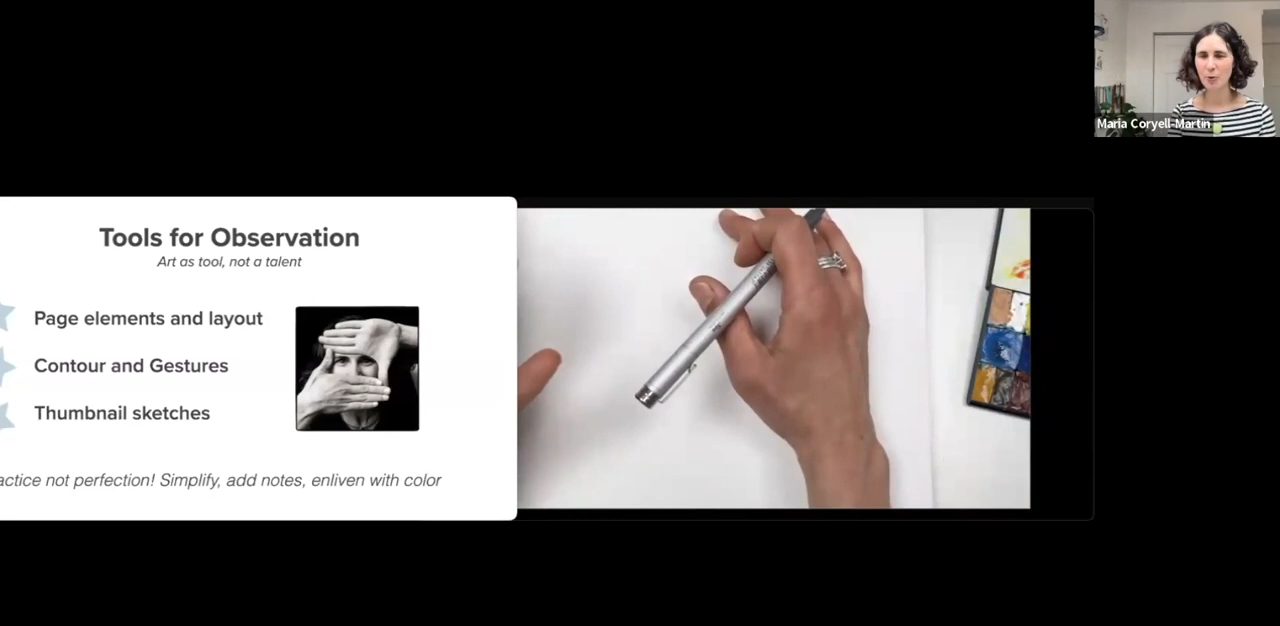 Maria Coryell-Martin
Tools for Observation
Art as tool, not a talent
Page elements and layout
Contour and Gestures
Thumbnail sketches
not perfection! Simplify, add notes, enliven with color